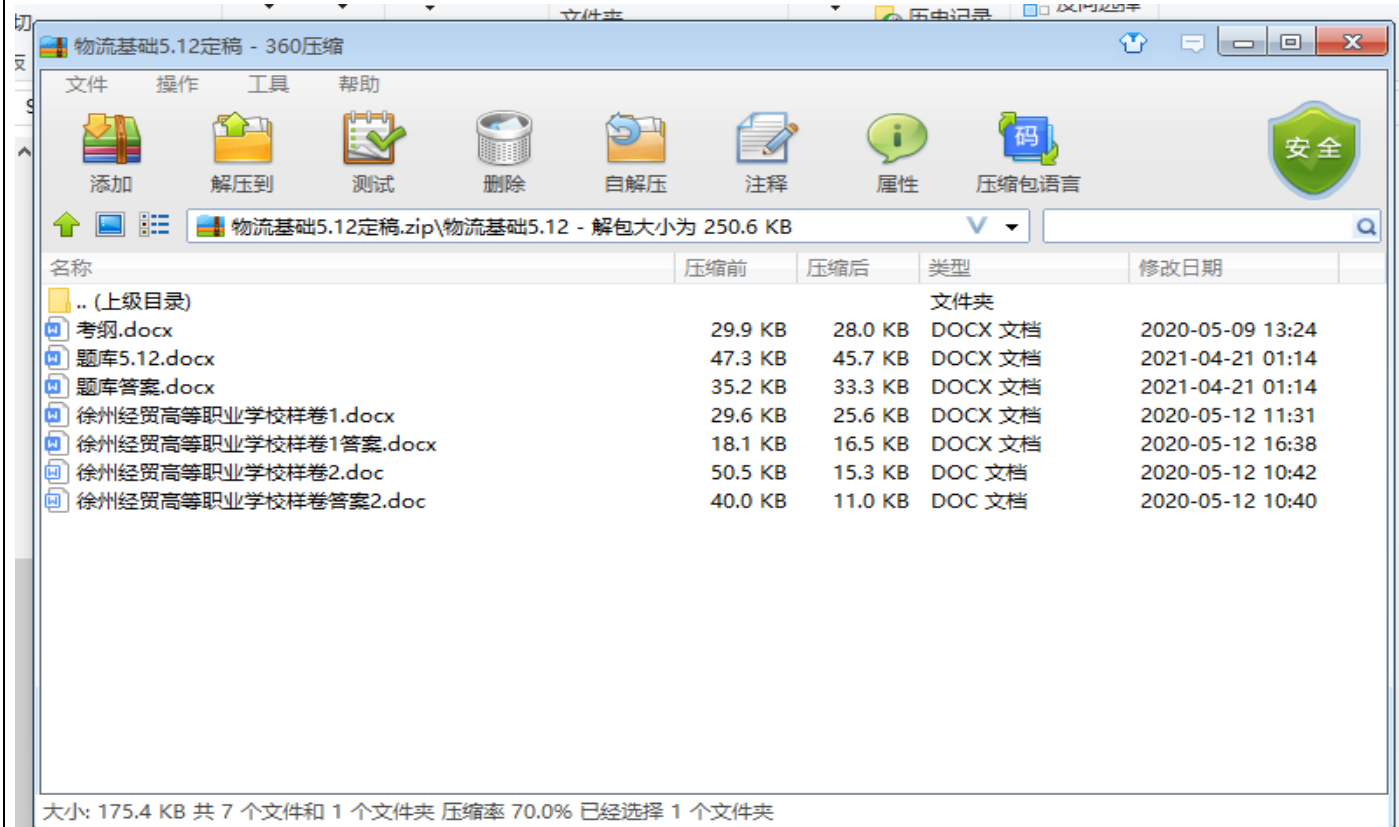 切
文件夹
历史记录
反向选择
物流基础5.12定稿 - 360压缩
文件 操作 工具 帮助
码
安全
添加 解压到 测试 删除 自解压 注释 属性 压缩包语言
物流基础5.12定稿.zip\物流基础5.12 - 解包大小为 250.6 KB
名称 压缩前 压缩后 类型 修改日期
.. (上级目录) 文件夹
考纲.docx 29.9 KB 28.0 KB DOCX 文档 2020-05-09 13:24
题库5.12.docx 47.3 KB 45.7 KB DOCX 文档 2021-04-21 01:14
题库答案.docx 35.2 KB 33.3 KB DOCX 文档 2021-04-21 01:14
徐州经贸高等职业学校样卷1.docx 29.6 KB 25.6 KB DOCX 文档 2020-05-12 11:31
徐州经贸高等职业学校样卷1答案.docx 18.1 KB 16.5 KB DOCX 文档 2020-05-12 16:38
徐州经贸高等职业学校样卷2.doc 50.5 KB 15.3 KB DOC 文档 2020-05-12 10:42
徐州经贸高等职业学校样卷答案2.doc 40.0 KB 11.0 KB DOC 文档 2020-05-12 10:40
大小: 175.4 KB 共 7 个文件和 1 个文件夹 压缩率 70.0% 已经选择 1 个文件夹